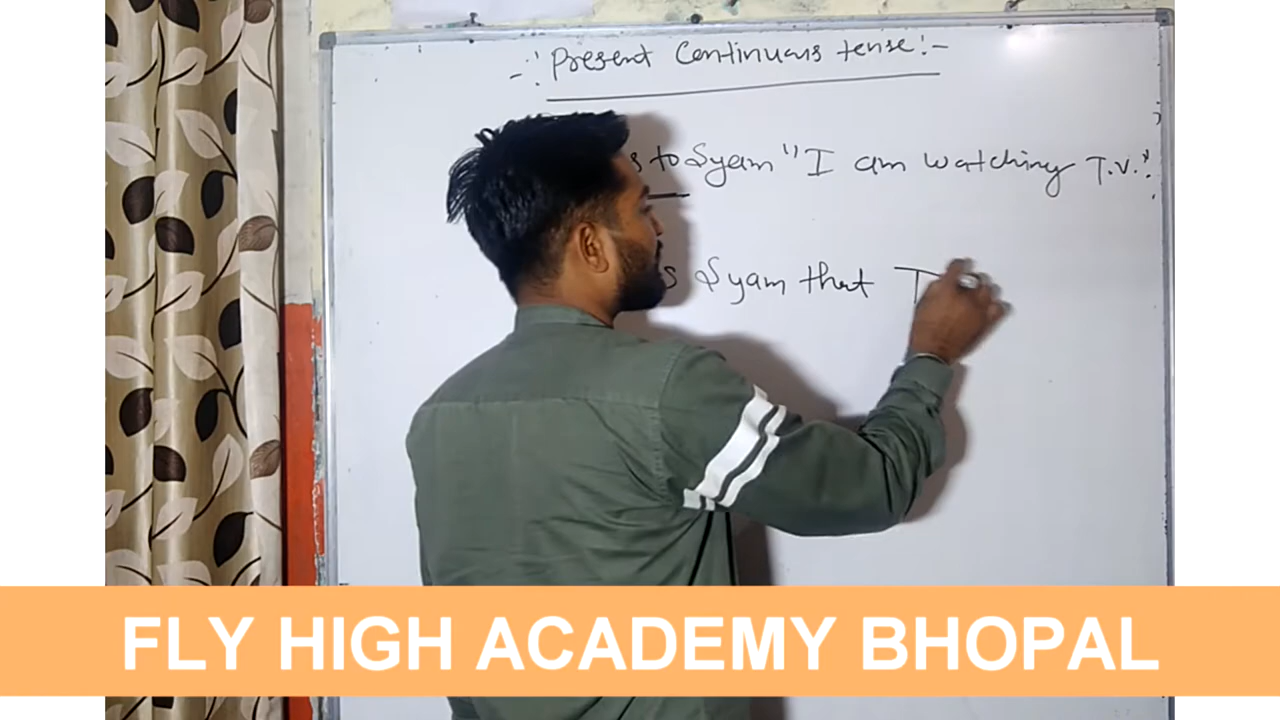 -:' Present Continuous tense:-
s to Syam "I am watching T.V."
s Syam that
FLY HIGH ACADEMY BHOPAL